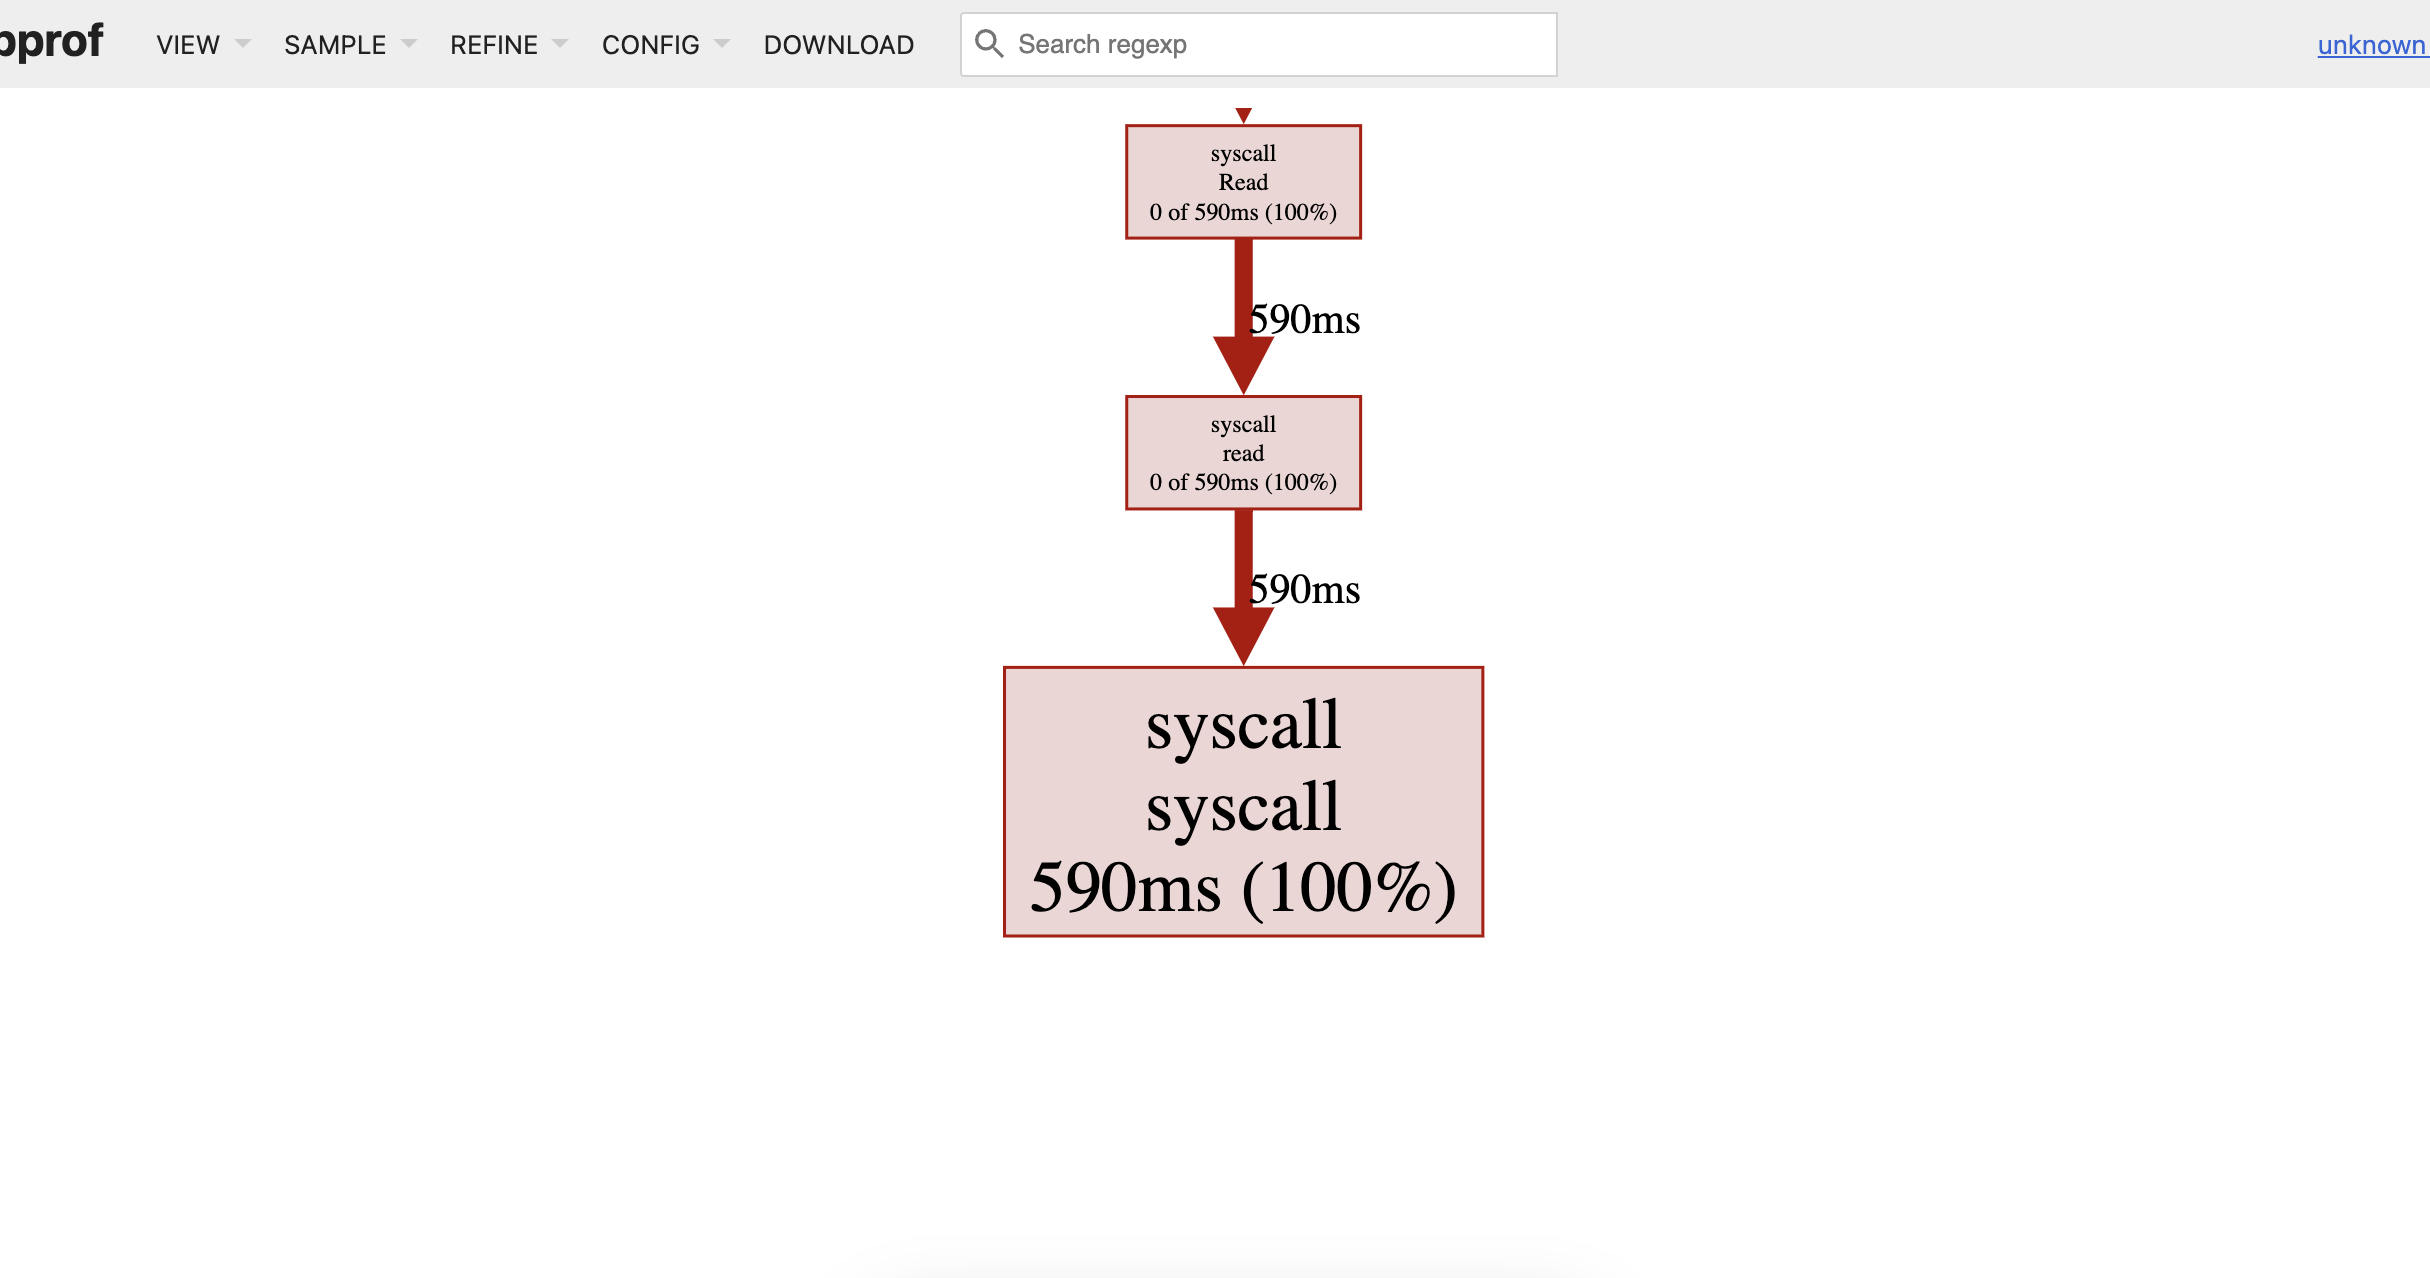 pprof VIEW SAMPLE REFINE CONFIG DOWNLOAD Search regexp unknown
syscall
Read
0 of 590ms (100%)
590ms
syscall
read
0 of 590ms (100%)
590ms
syscall
syscall
590ms (100%)